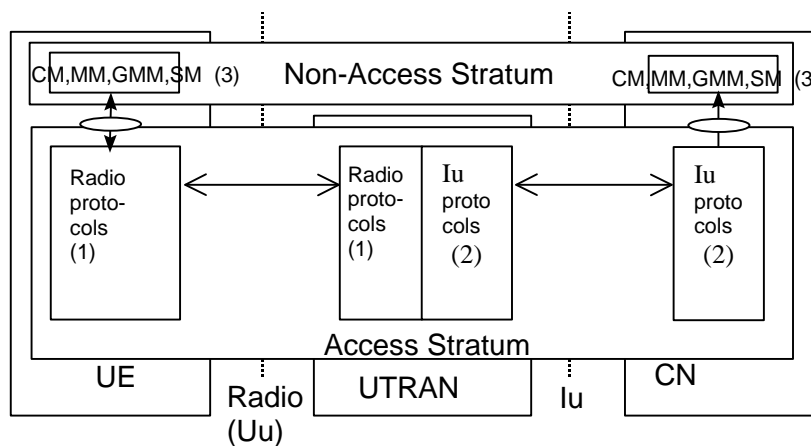 CM,MM,GMM,SM (3)
Non-Access Stratum
CM,MM,GMM,SM (3
Radio
proto-
cols
(1)
Radio
proto-
cols
(1)
Iu
proto
cols
(2)
Iu
proto
cols
(2)
Access Stratum
UE
Radio
(Uu)
UTRAN
Iu
CN